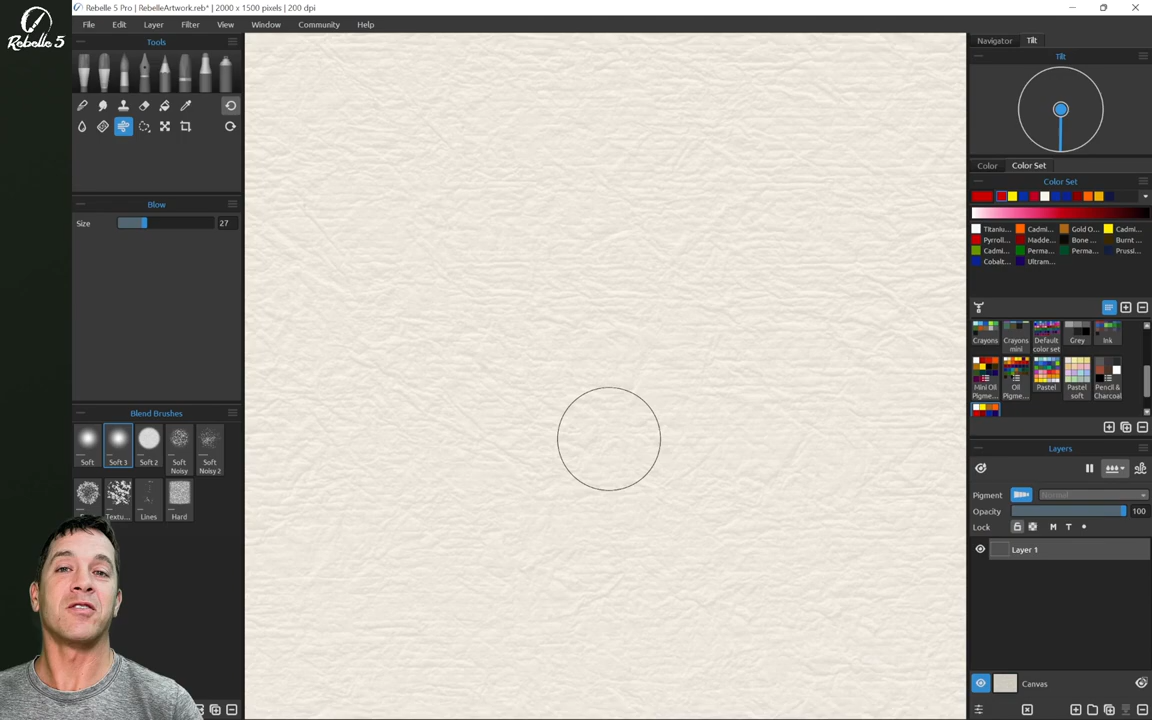 Rebelle 5 Pro | RebelleArtwork.reb* | 2000 x 1500 pixels | 200 dpi
Rebelle 5
File Edit Layer Filter View Window Community Help
Tools
Blow
Size 27
Blend Brushes
Soft Soft 3 Soft 2 Soft Noisy Soft Noisy 2
Textu... Lines Hard
Navigator Tilt
Tilt
Color Color Set
Color Set
Titaniu... Cadmi... Gold O... Cadmi...
Pyrroll... Madde... Bone ... Burnt ...
Cadmi... Perma... Perma... Prussi...
Cobalt... Ultram...
Crayons Crayons mini Default color set Grey Ink
Mini Oil Pigme... Oil Pigme... Pastel Pastel soft Pencil & Charcoal
Layers
Pigment Normal
Opacity 100
Lock M T
Layer 1
Canvas